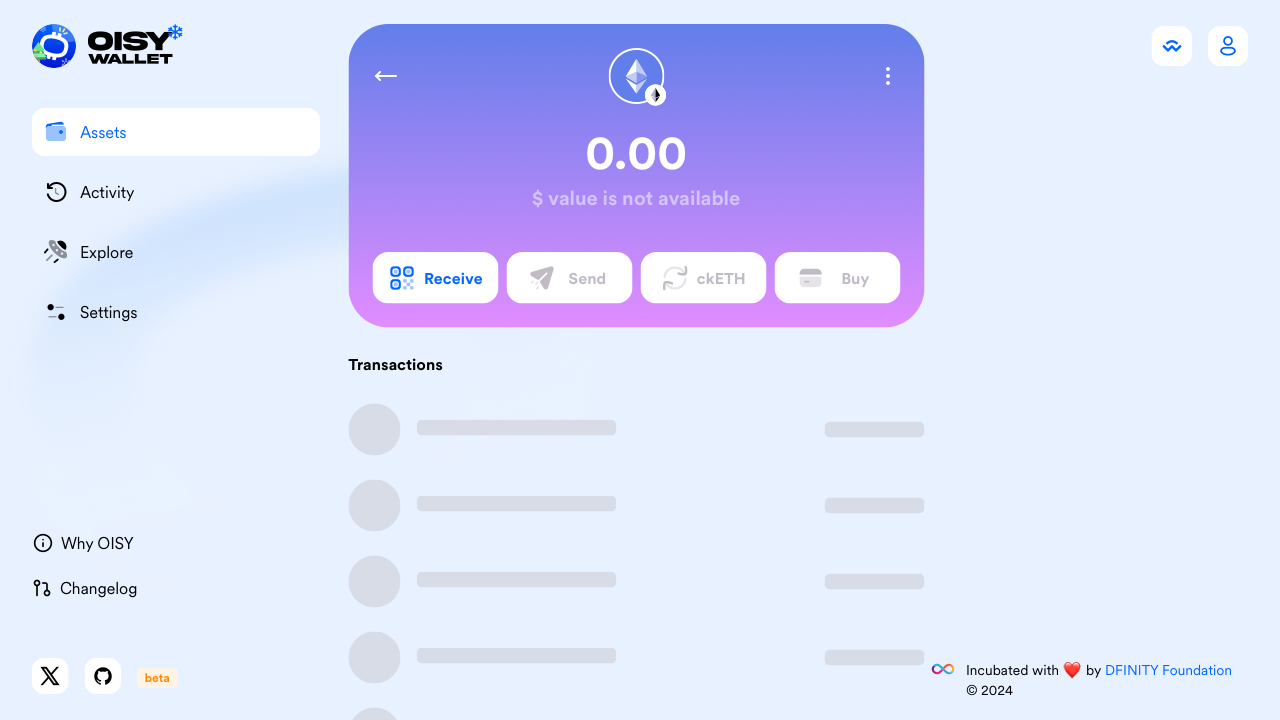 OISY
WALLET
Assets
Activity
Explore
Settings
Why OISY
Changelog
beta
0.00
$ value is not available
Receive
Send
ckETH
Buy
Transactions
Incubated with ❤️ by DFINITY Foundation
© 2024